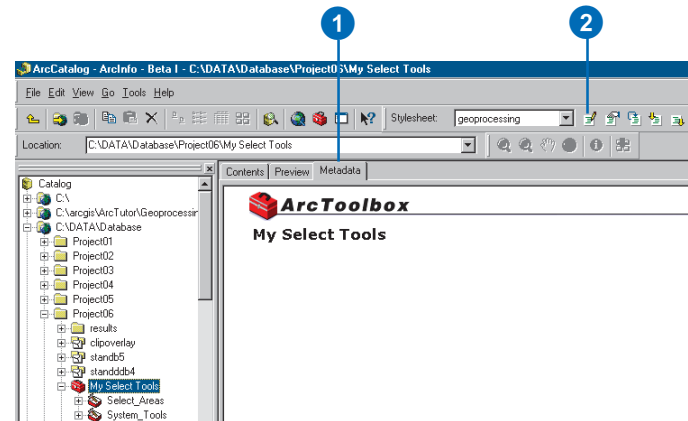 1 2
ArcCatalog - ArcInfo - Beta I - C:\DATA\Database\Project06\My Select Tools
File Edit View Go Tools Help
Stylesheet: geoprocessing
Location: C:\DATA\Database\Project06\My Select Tools
Contents Preview Metadata
Catalog
C:\
C:\arcgis\ArcTutor\Geoprocessin
C:\DATA\Database
Project01
Project02
Project03
Project04
Project05
Project06
results
clipoverlay
standb5
standddb4
My Select Tools
Select_Areas
System_Tools
ArcToolbox
My Select Tools